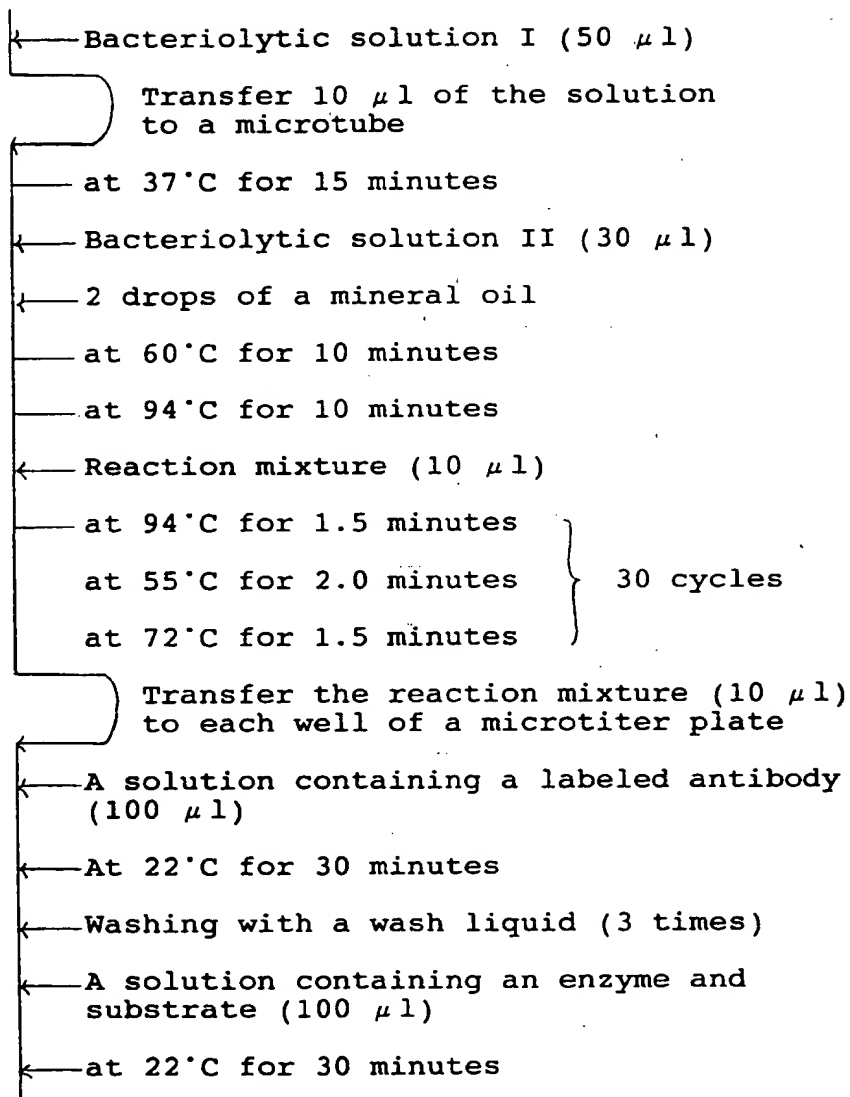 Bacteriolytic solution I (50 μl)
Transfer 10 μl of the solution
to a microtube
at 37°C for 15 minutes
Bacteriolytic solution II (30 μl)
2 drops of a mineral oil
at 60°C for 10 minutes
at 94°C for 10 minutes
Reaction mixture (10 μl)
at 94°C for 1.5 minutes
at 55°C for 2.0 minutes 30 cycles
at 72°C for 1.5 minutes
Transfer the reaction mixture (10 μl)
to each well of a microtiter plate
A solution containing a labeled antibody
(100 μl)
At 22°C for 30 minutes
Washing with a wash liquid (3 times)
A solution containing an enzyme and
substrate (100 μl)
at 22°C for 30 minutes